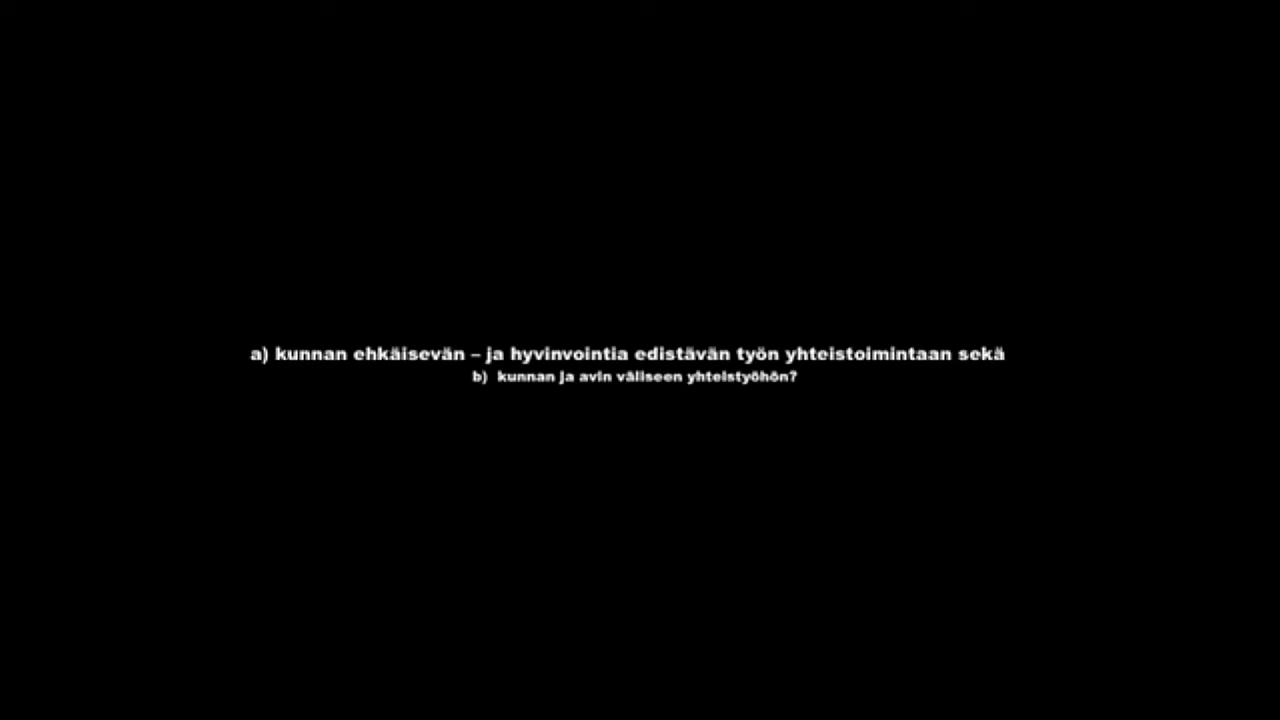 a) kunnan ehkäisevän – ja hyvinvointia edistävän työn yhteistoimintaan sekä
b) kunnan ja avin väliseen yhteistyöhön?